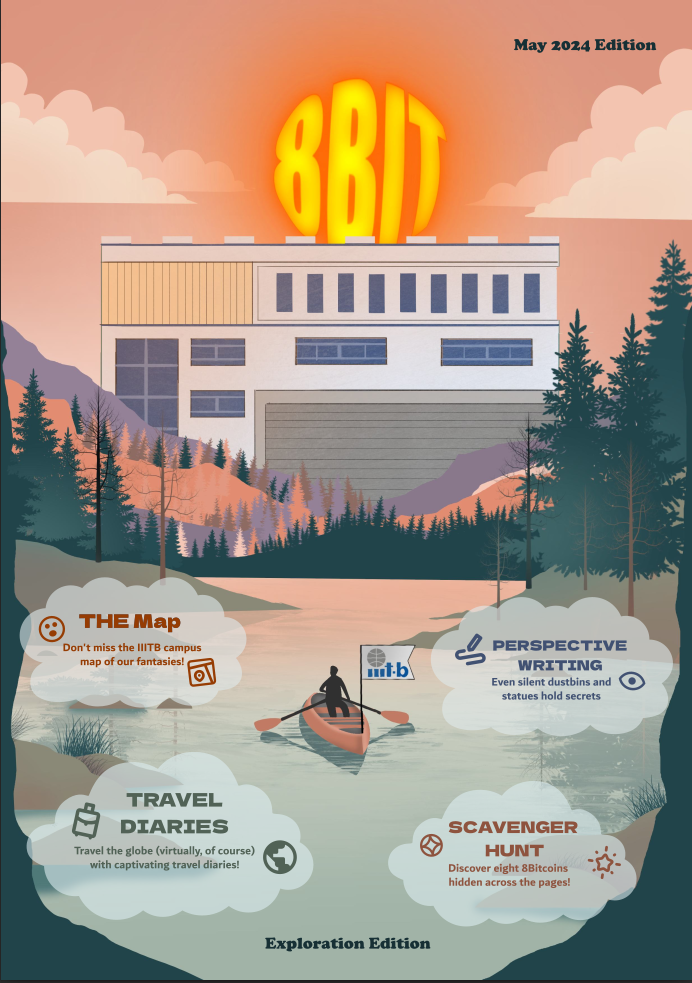 May 2024 Edition
8BIT
THE Map
Don't miss the IIITB campus
map of our fantasies!
PERSPECTIVE
WRITING
Even silent dustbins and
statues hold secrets
iiit-b
TRAVEL
DIARIES
Travel the globe (virtually, of course)
with captivating travel diaries!
SCAVENGER
HUNT
Discover eight 8Bitcoins
hidden across the pages!
Exploration Edition